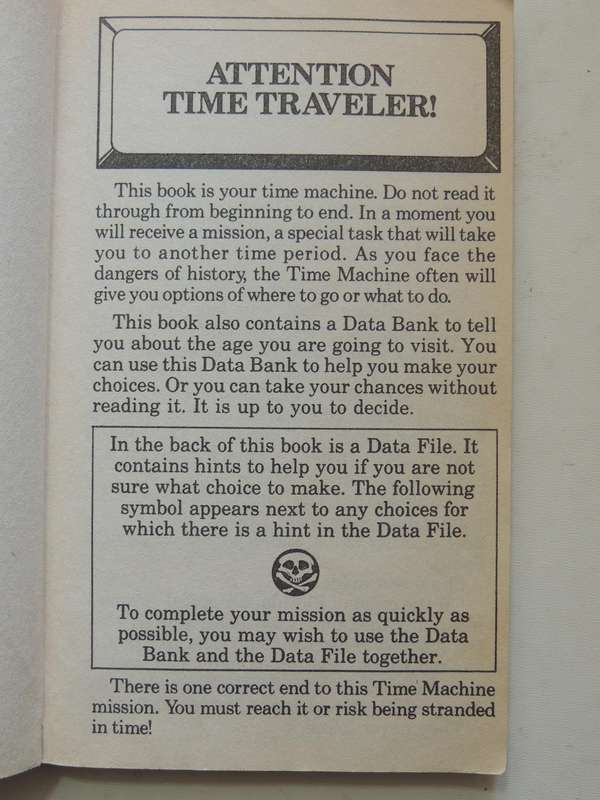 ATTENTION
TIME TRAVELER!
This book is your time machine. Do not read it
through from beginning to end. In a moment you
will receive a mission, a special task that will take
you to another time period. As you face the
dangers of history, the Time Machine often will
give you options of where to go or what to do.
This book also contains a Data Bank to tell
you about the age you are going to visit. You
can use this Data Bank to help you make your
choices. Or you can take your chances without
reading it. It is up to you to decide.
In the back of this book is a Data File. It
contains hints to help you if you are not
sure what choice to make. The following
symbol appears next to any choices for
which there is a hint in the Data File.
To complete your mission as quickly as
possible, you may wish to use the Data
Bank and the Data File together.
There is one correct end to this Time Machine
mission. You must reach it or risk being stranded
in time!